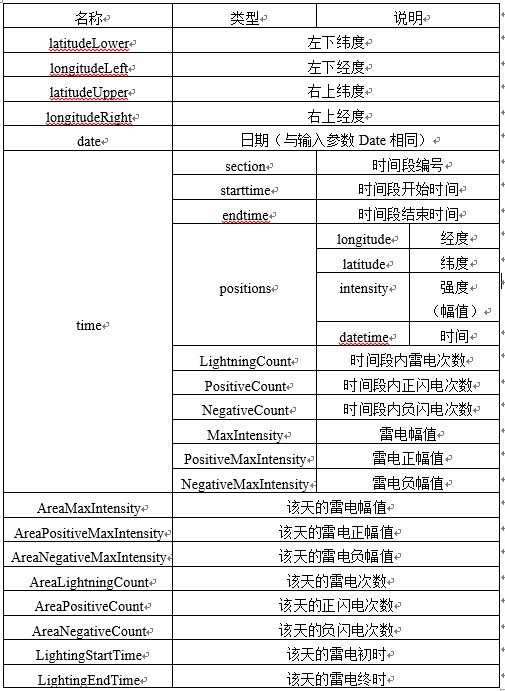 名称 类型 说明
latitudeLower 左下纬度
longitudeLeft 左下经度
latitudeUpper 右上纬度
longitudeRight 右上经度
date 日期（与输入参数 Date 相同）
time
section 时间段编号
starttime 时间段开始时间
endtime 时间段结束时间
positions
longitude 经度
latitude 纬度
intensity 强度
（幅值）
datetime 时间
LightningCount 时间段内雷电次数
PositiveCount 时间段内正闪电次数
NegativeCount 时间段内负闪电次数
MaxIntensity 雷电幅值
PositiveMaxIntensity 雷电正幅值
NegativeMaxIntensity 雷电负幅值
AreaMaxIntensity 该天的雷电幅值
AreaPositiveMaxIntensity 该天的雷电正幅值
AreaNegativeMaxIntensity 该天的雷电负幅值
AreaLightningCount 该天的雷电次数
AreaPositiveCount 该天的正闪电次数
AreaNegativeCount 该天的负闪电次数
LightingStartTime 该天的雷电初时
LightingEndTime 该天的雷电终时